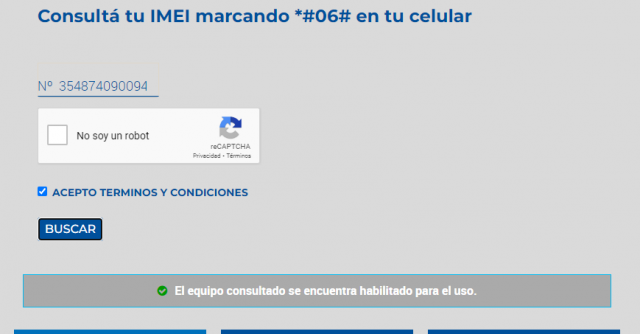 Consultá tu IMEI marcando *#06# en tu celular
Nº 354874090094
No soy un robot
reCAPTCHA
Privacidad - Términos
ACEPTO TERMINOS Y CONDICIONES
BUSCAR
El equipo consultado se encuentra habilitado para el uso.